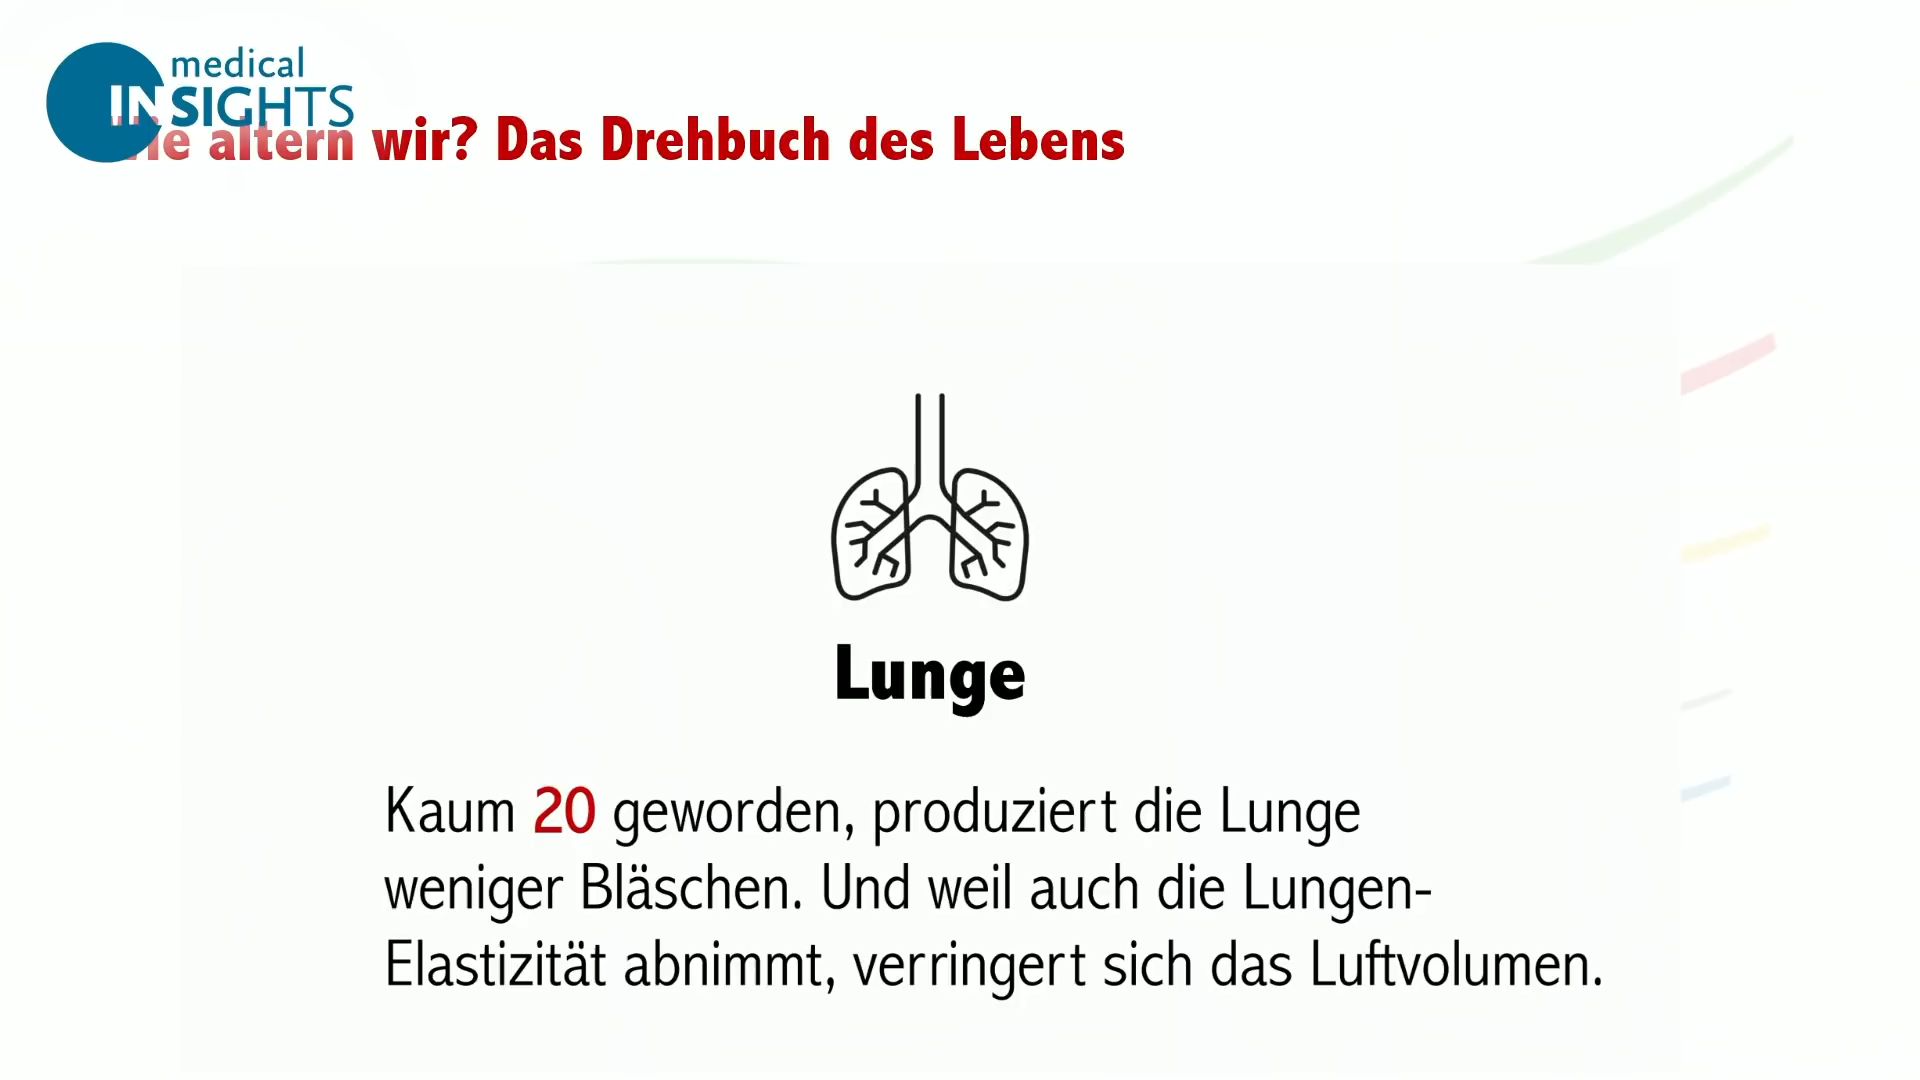 medical
INSIGHTS
Wie altern wir? Das Drehbuch des Lebens
Lunge
Kaum 20 geworden, produziert die Lunge
weniger Bläschen. Und weil auch die Lungen-
Elastizität abnimmt, verringert sich das Luftvolumen.